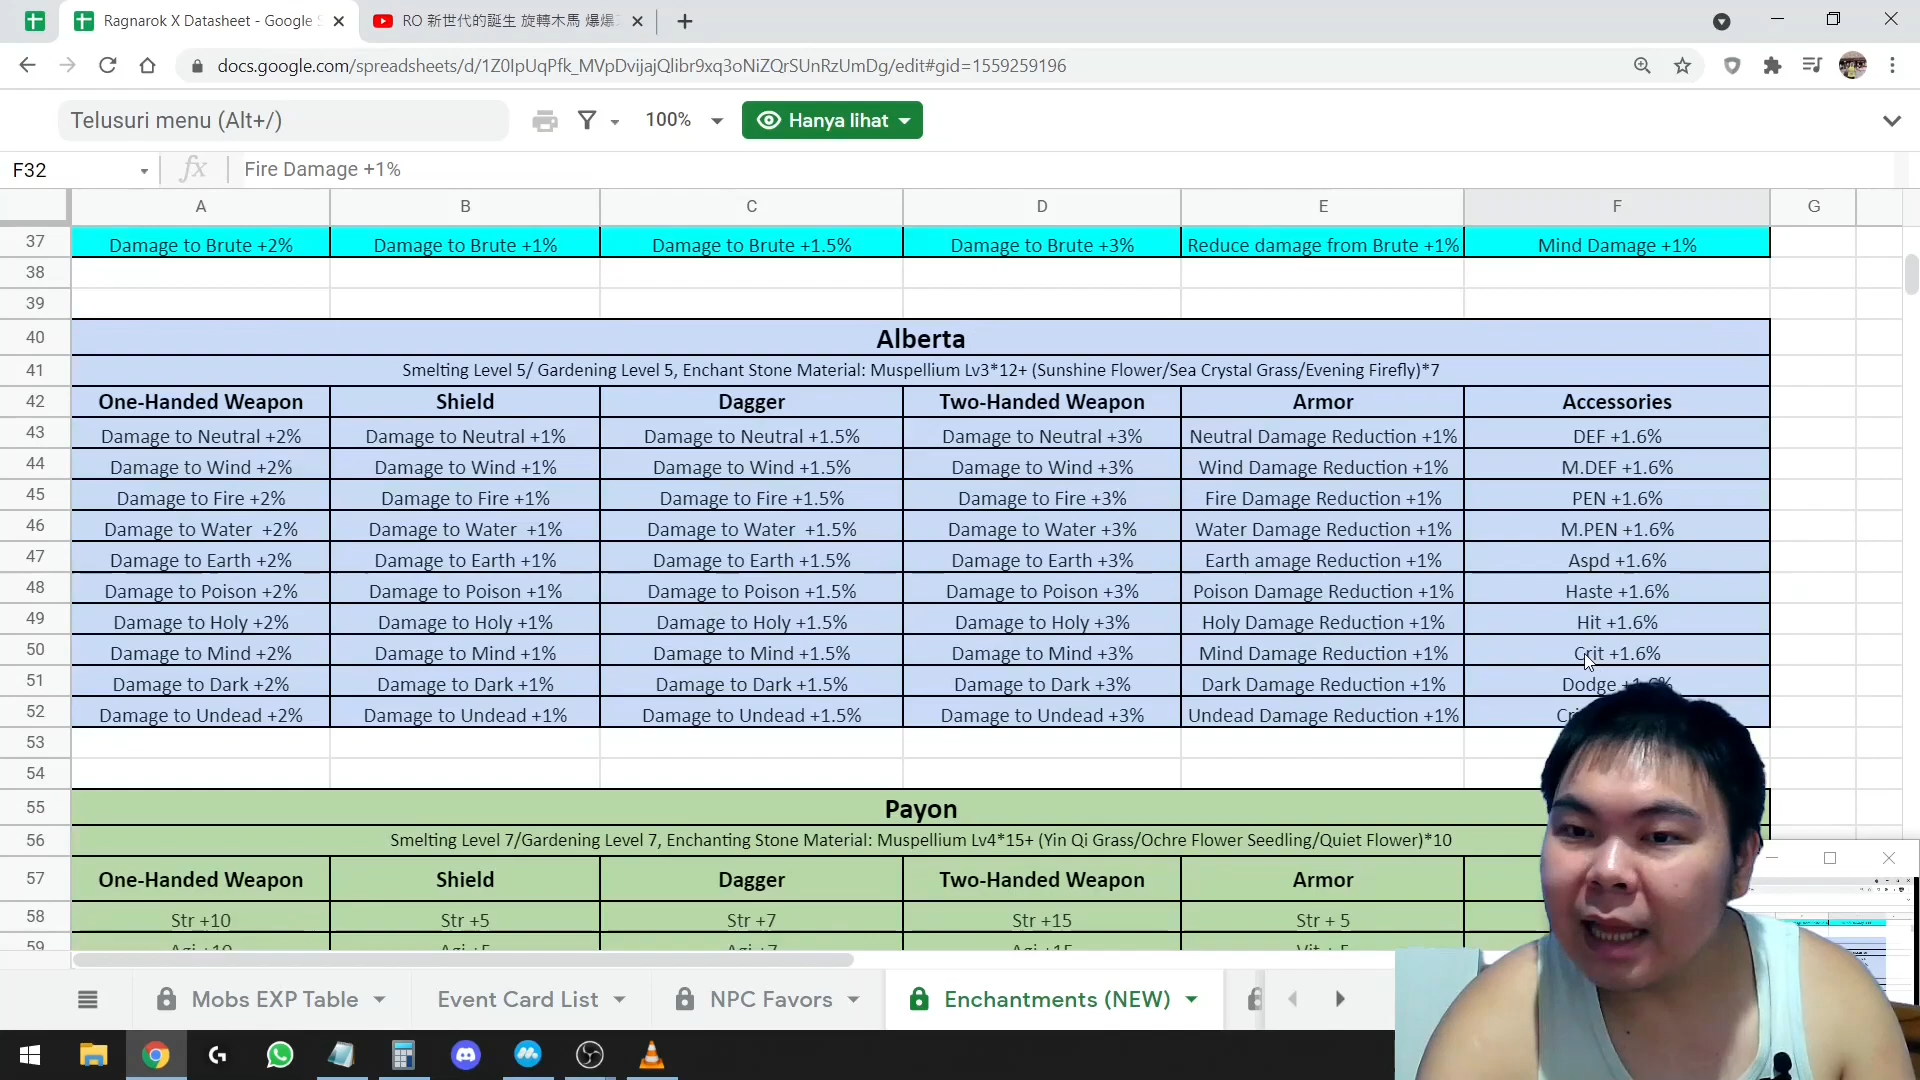 Ragnarok X Datasheet - Google S
RO 新世代的誕生 旋轉木馬 爆爆
docs.google.com/spreadsheets/d/1Z0IpUqPfk_MVpDvijajQlibr9xq3oNiZQrSUnRzUmDg/edit#gid=1559259196
Telusuri menu (Alt+/)
100%
Hanya lihat
F32
fx
Fire Damage +1%
A B C D E F G
37 Damage to Brute +2% Damage to Brute +1% Damage to Brute +1.5% Damage to Brute +3% Reduce damage from Brute +1% Mind Damage +1%
38
39
40 Alberta
41 Smelting Level 5/ Gardening Level 5, Enchant Stone Material: Muspellium Lv3*12+ (Sunshine Flower/Sea Crystal Grass/Evening Firefly)*7
42 One-Handed Weapon Shield Dagger Two-Handed Weapon Armor Accessories
43 Damage to Neutral +2% Damage to Neutral +1% Damage to Neutral +1.5% Damage to Neutral +3% Neutral Damage Reduction +1% DEF +1.6%
44 Damage to Wind +2% Damage to Wind +1% Damage to Wind +1.5% Damage to Wind +3% Wind Damage Reduction +1% M.DEF +1.6%
45 Damage to Fire +2% Damage to Fire +1% Damage to Fire +1.5% Damage to Fire +3% Fire Damage Reduction +1% PEN +1.6%
46 Damage to Water +2% Damage to Water +1% Damage to Water +1.5% Damage to Water +3% Water Damage Reduction +1% M.PEN +1.6%
47 Damage to Earth +2% Damage to Earth +1% Damage to Earth +1.5% Damage to Earth +3% Earth amage Reduction +1% Aspd +1.6%
48 Damage to Poison +2% Damage to Poison +1% Damage to Poison +1.5% Damage to Poison +3% Poison Damage Reduction +1% Haste +1.6%
49 Damage to Holy +2% Damage to Holy +1% Damage to Holy +1.5% Damage to Holy +3% Holy Damage Reduction +1% Hit +1.6%
50 Damage to Mind +2% Damage to Mind +1% Damage to Mind +1.5% Damage to Mind +3% Mind Damage Reduction +1% Crit +1.6%
51 Damage to Dark +2% Damage to Dark +1% Damage to Dark +1.5% Damage to Dark +3% Dark Damage Reduction +1% Dodge +1.6%
52 Damage to Undead +2% Damage to Undead +1% Damage to Undead +1.5% Damage to Undead +3% Undead Damage Reduction +1%
53
54
55 Payon
56 Smelting Level 7/Gardening Level 7, Enchanting Stone Material: Muspellium Lv4*15+ (Yin Qi Grass/Ochre Flower Seedling/Quiet Flower)*10
57 One-Handed Weapon Shield Dagger Two-Handed Weapon Armor
58 Str +10 Str +5 Str +7 Str +15 Str + 5
59 Agi +10 Agi +5 Agi +7 Agi +15 Vit + 5
Mobs EXP Table Event Card List NPC Favors Enchantments (NEW)